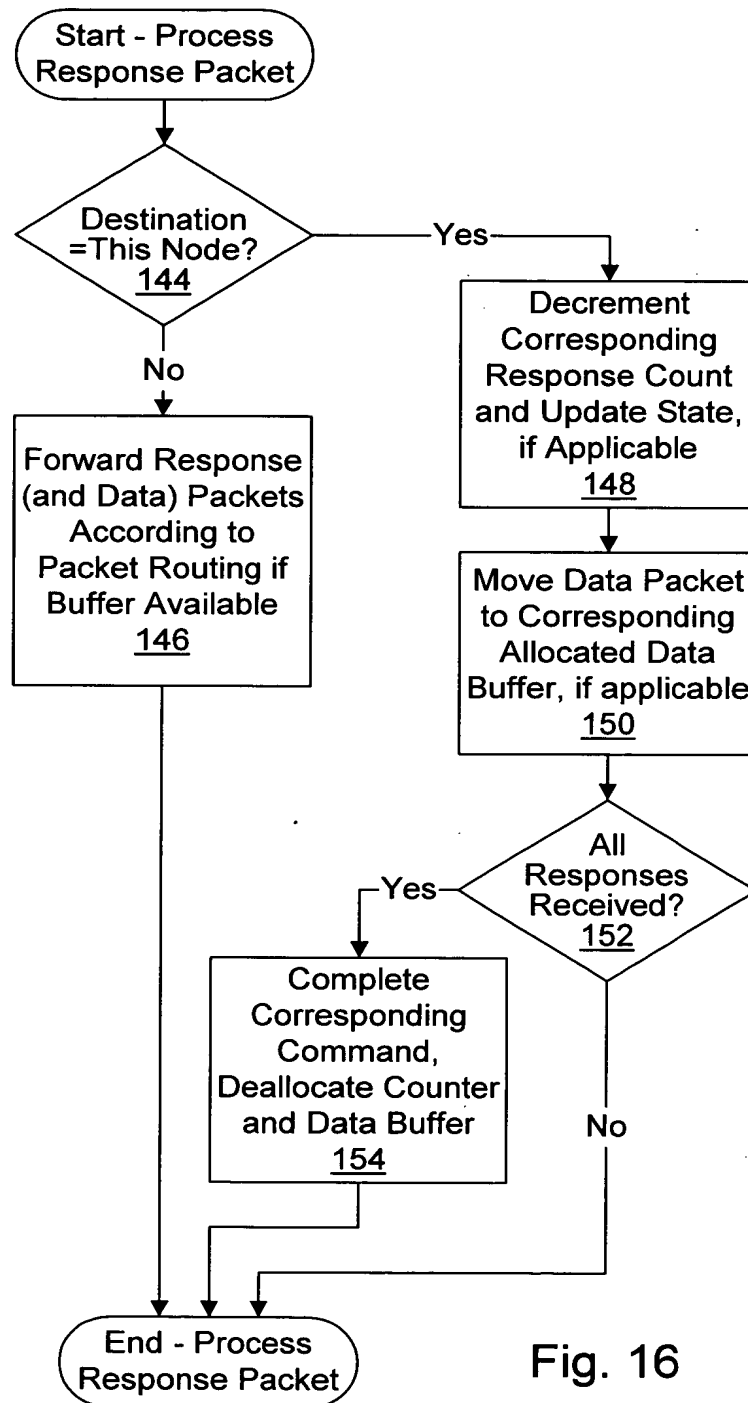 Start - Process
Response Packet
Destination
=This Node?
144
Yes
No
Decrement
Corresponding
Response Count
and Update State,
if Applicable
148
Forward Response
(and Data) Packets
According to
Packet Routing if
Buffer Available
146
Move Data Packet
to Corresponding
Allocated Data
Buffer, if applicable
150
All
Responses
Received?
152
Yes
No
Complete
Corresponding
Command,
Deallocate Counter
and Data Buffer
154
End - Process
Response Packet
Fig. 16